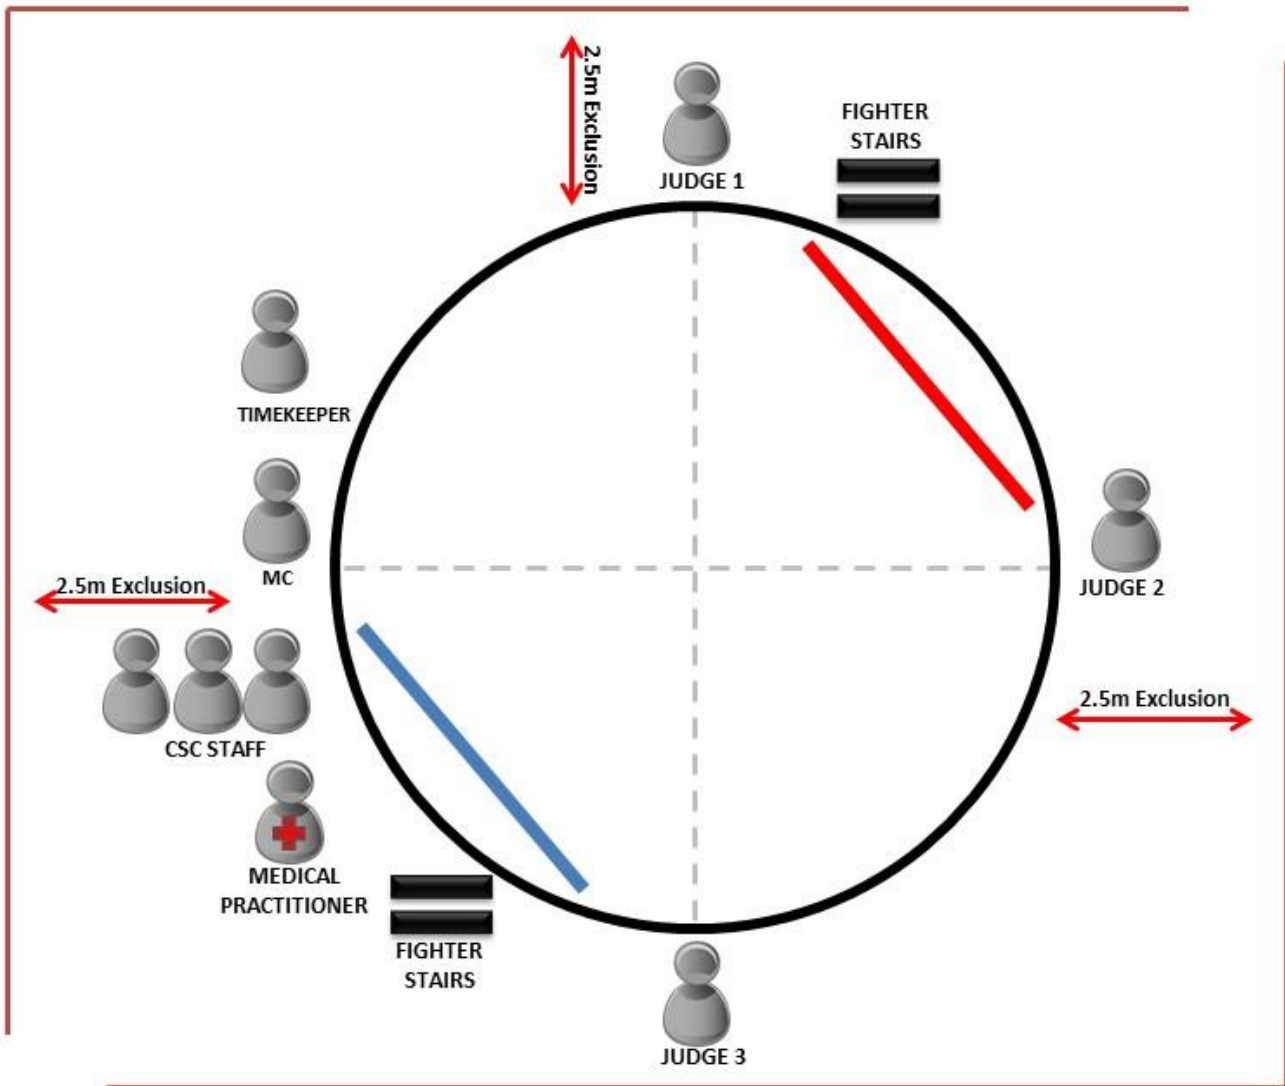 2.5m Exclusion
JUDGE 1
FIGHTER
STAIRS
TIMEKEEPER
MC
2.5m Exclusion
JUDGE 2
CSC STAFF
2.5m Exclusion
MEDICAL
PRACTITIONER
FIGHTER
STAIRS
JUDGE 3